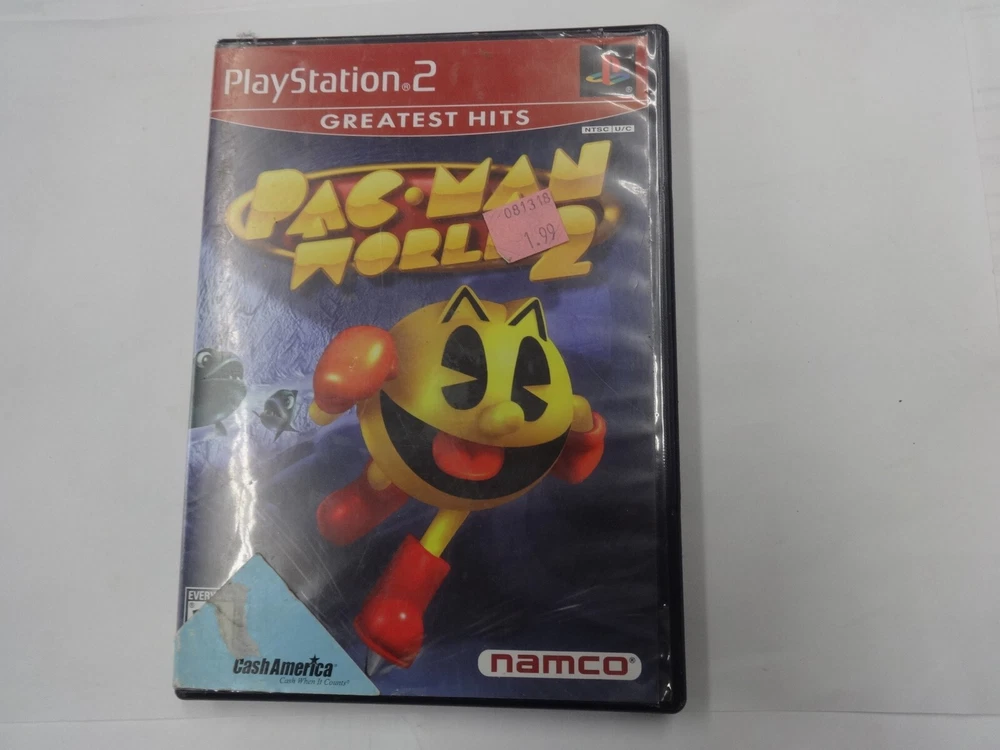 PlayStation®2
GREATEST HITS
NTSC U/C
PAC-MAN
WORLD 2
081318
1.99
EVERY
CashAmerica
Cash When It Counts®
namco®